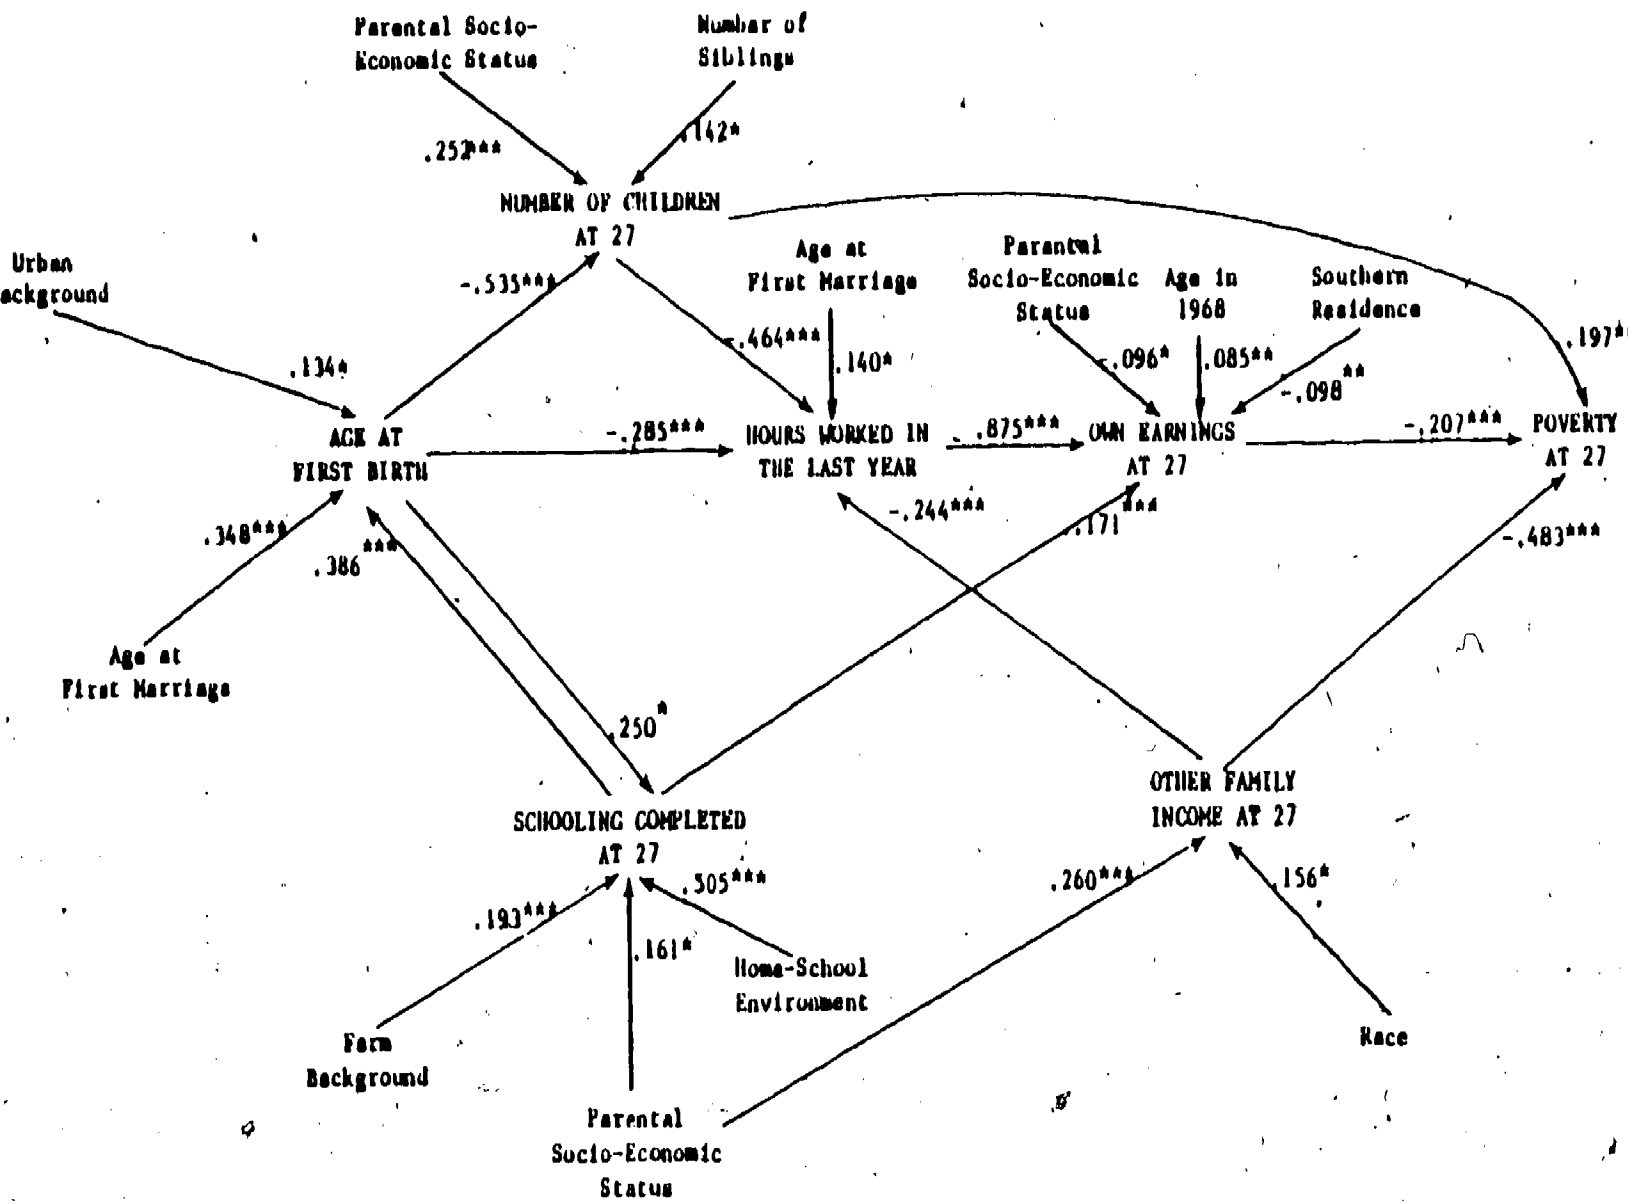 Parental Socio-
Economic Status
Number of
Siblings
.252***
.142*
NUMBER OF CHILDREN
AT 27
Urban
ackground
-.535***
Age at
First Marriage
Parental
Socio-Economic
Status
Age in
1968
Southern
Residence
.134*
-.464***
.140*
-.096*
.085**
-.098**
.197**
AGE AT
FIRST BIRTH
-.285***
HOURS WORKED IN
THE LAST YEAR
.875***
OWN EARNINGS
AT 27
-.207***
POVERTY
AT 27
.348***
.386***
-.244***
.171***
-.483***
Age at
First Marriage
.250*
SCHOOLING COMPLETED
AT 27
OTHER FAMILY
INCOME AT 27
.193***
.505***
.161*
.260***
.156*
Home-School
Environment
Farm
Background
Race
Parental
Socio-Economic
Status